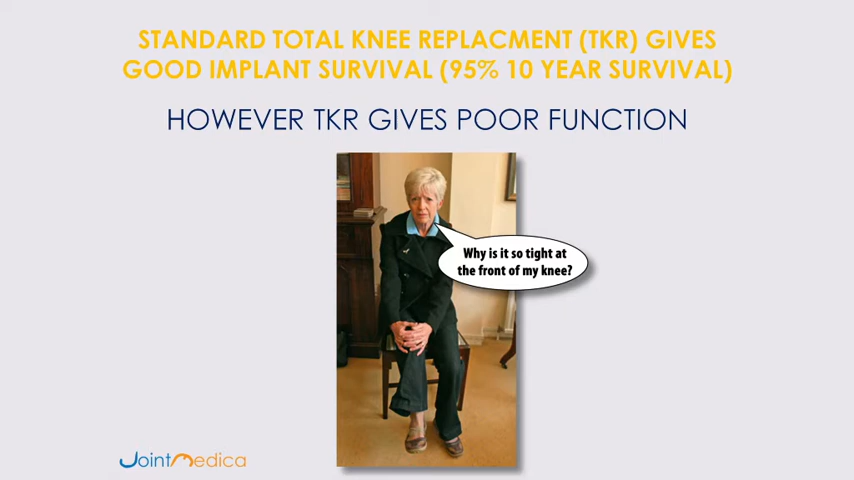 STANDARD TOTAL KNEE REPLACMENT (TKR) GIVES
GOOD IMPLANT SURVIVAL (95% 10 YEAR SURVIVAL)
HOWEVER TKR GIVES POOR FUNCTION
Why is it so tight at
the front of my knee?
JointMedica